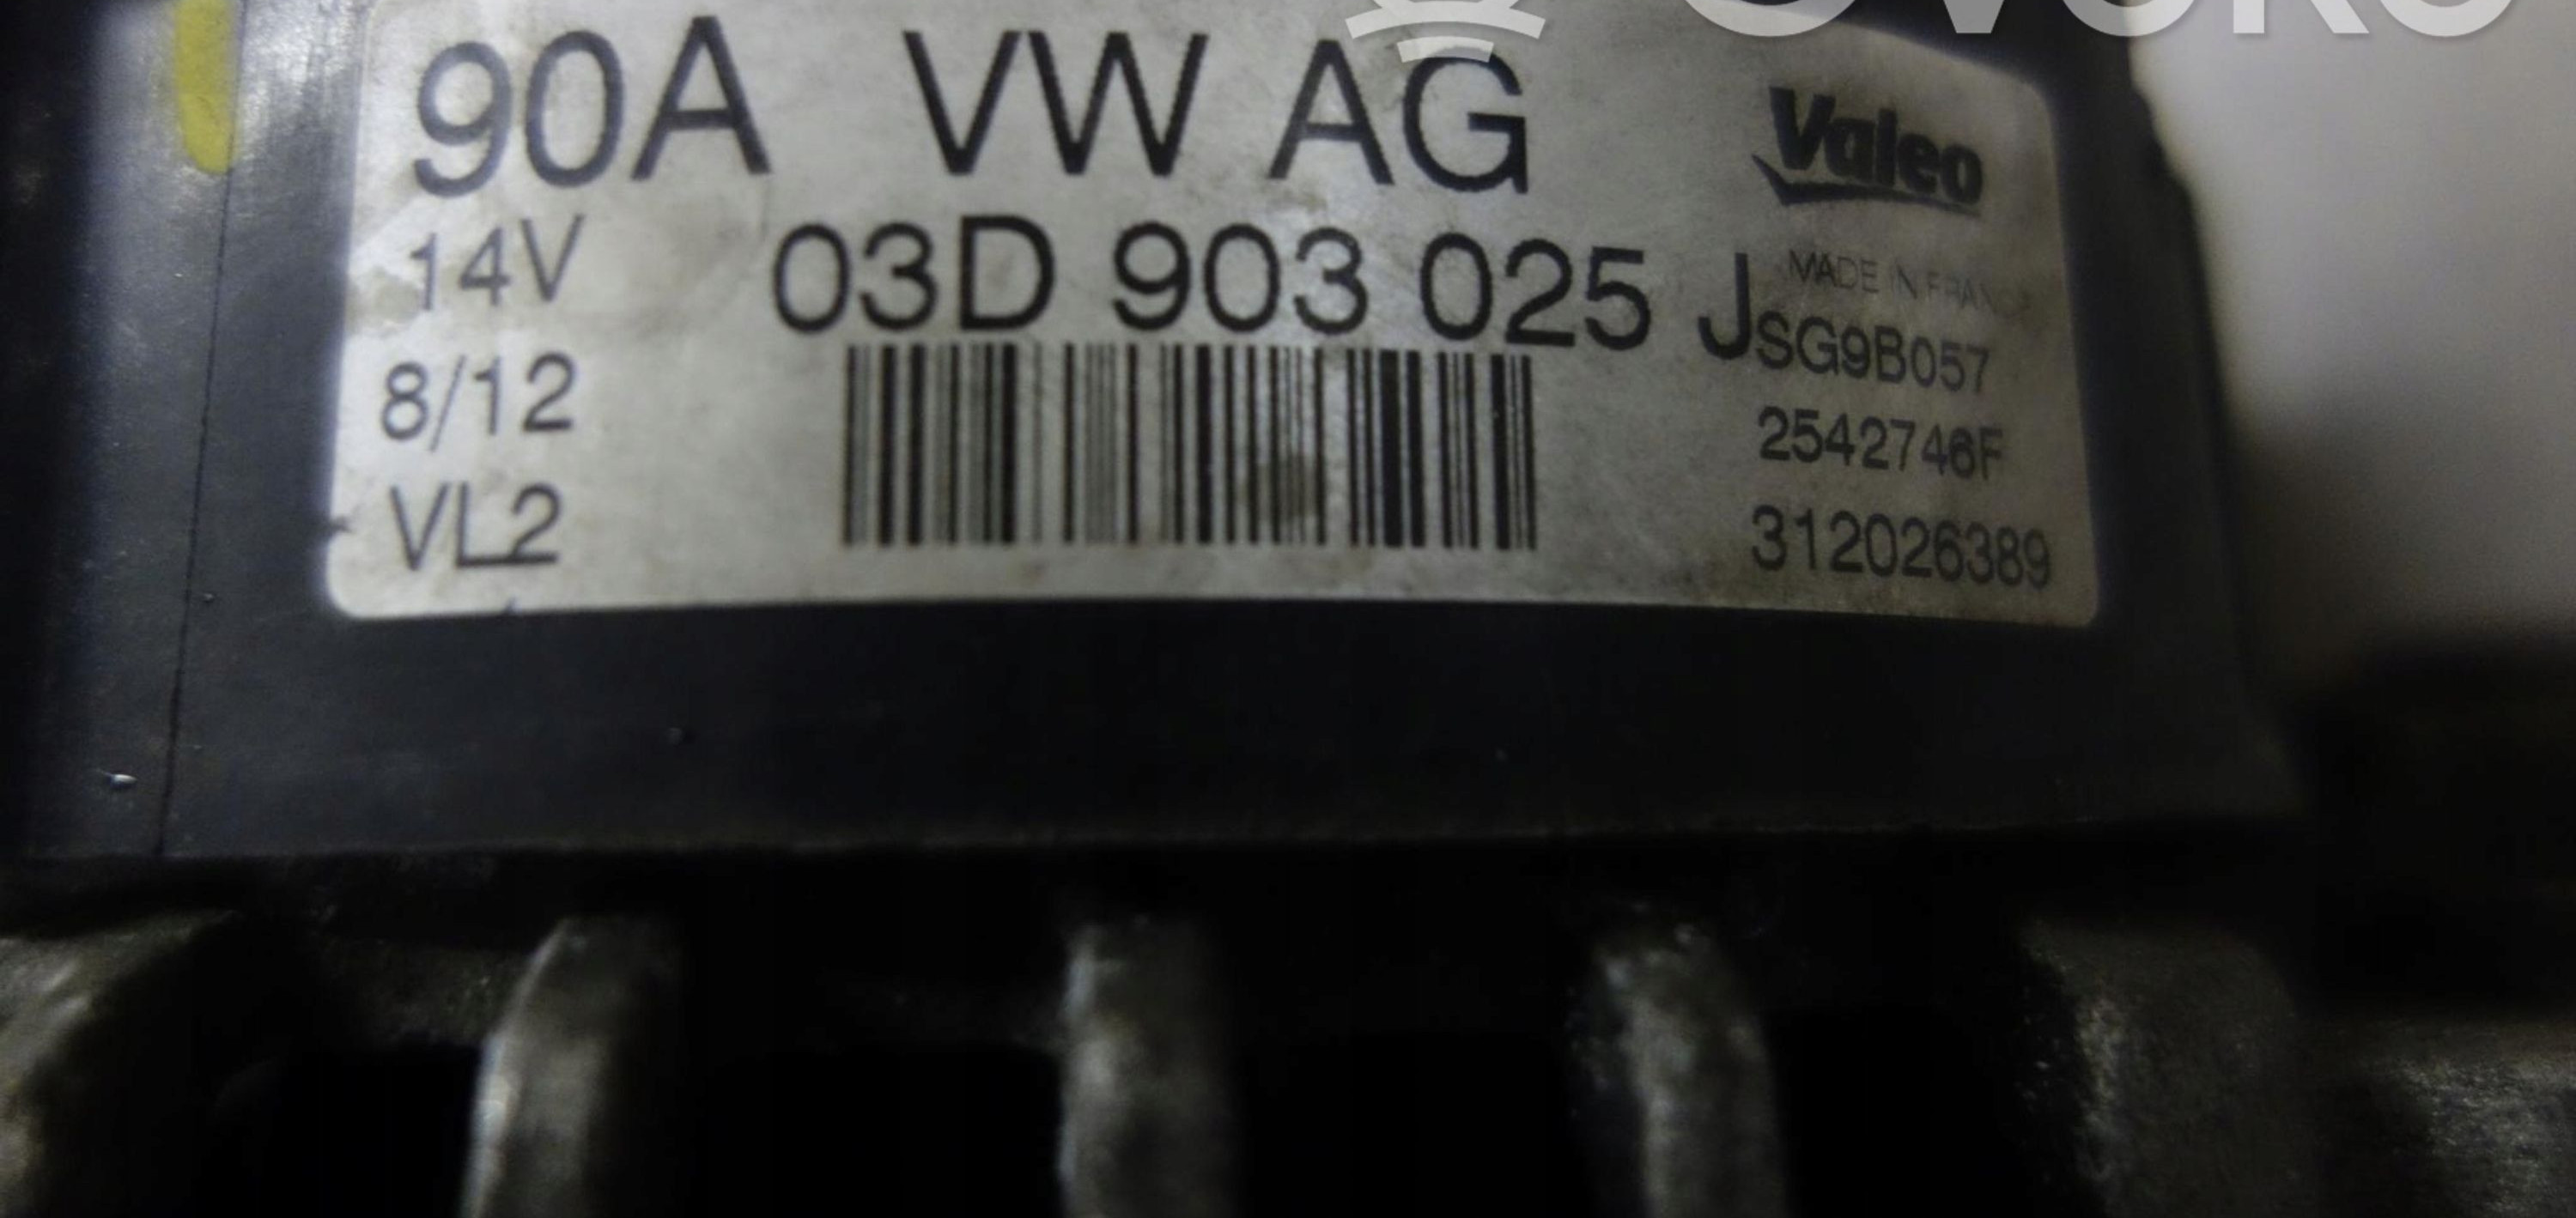 90A VW AG
Valeo
14V
03D 903 025 J
MADE IN FRANCE
8/12
SG9B057
2542746F
VL2
312026389